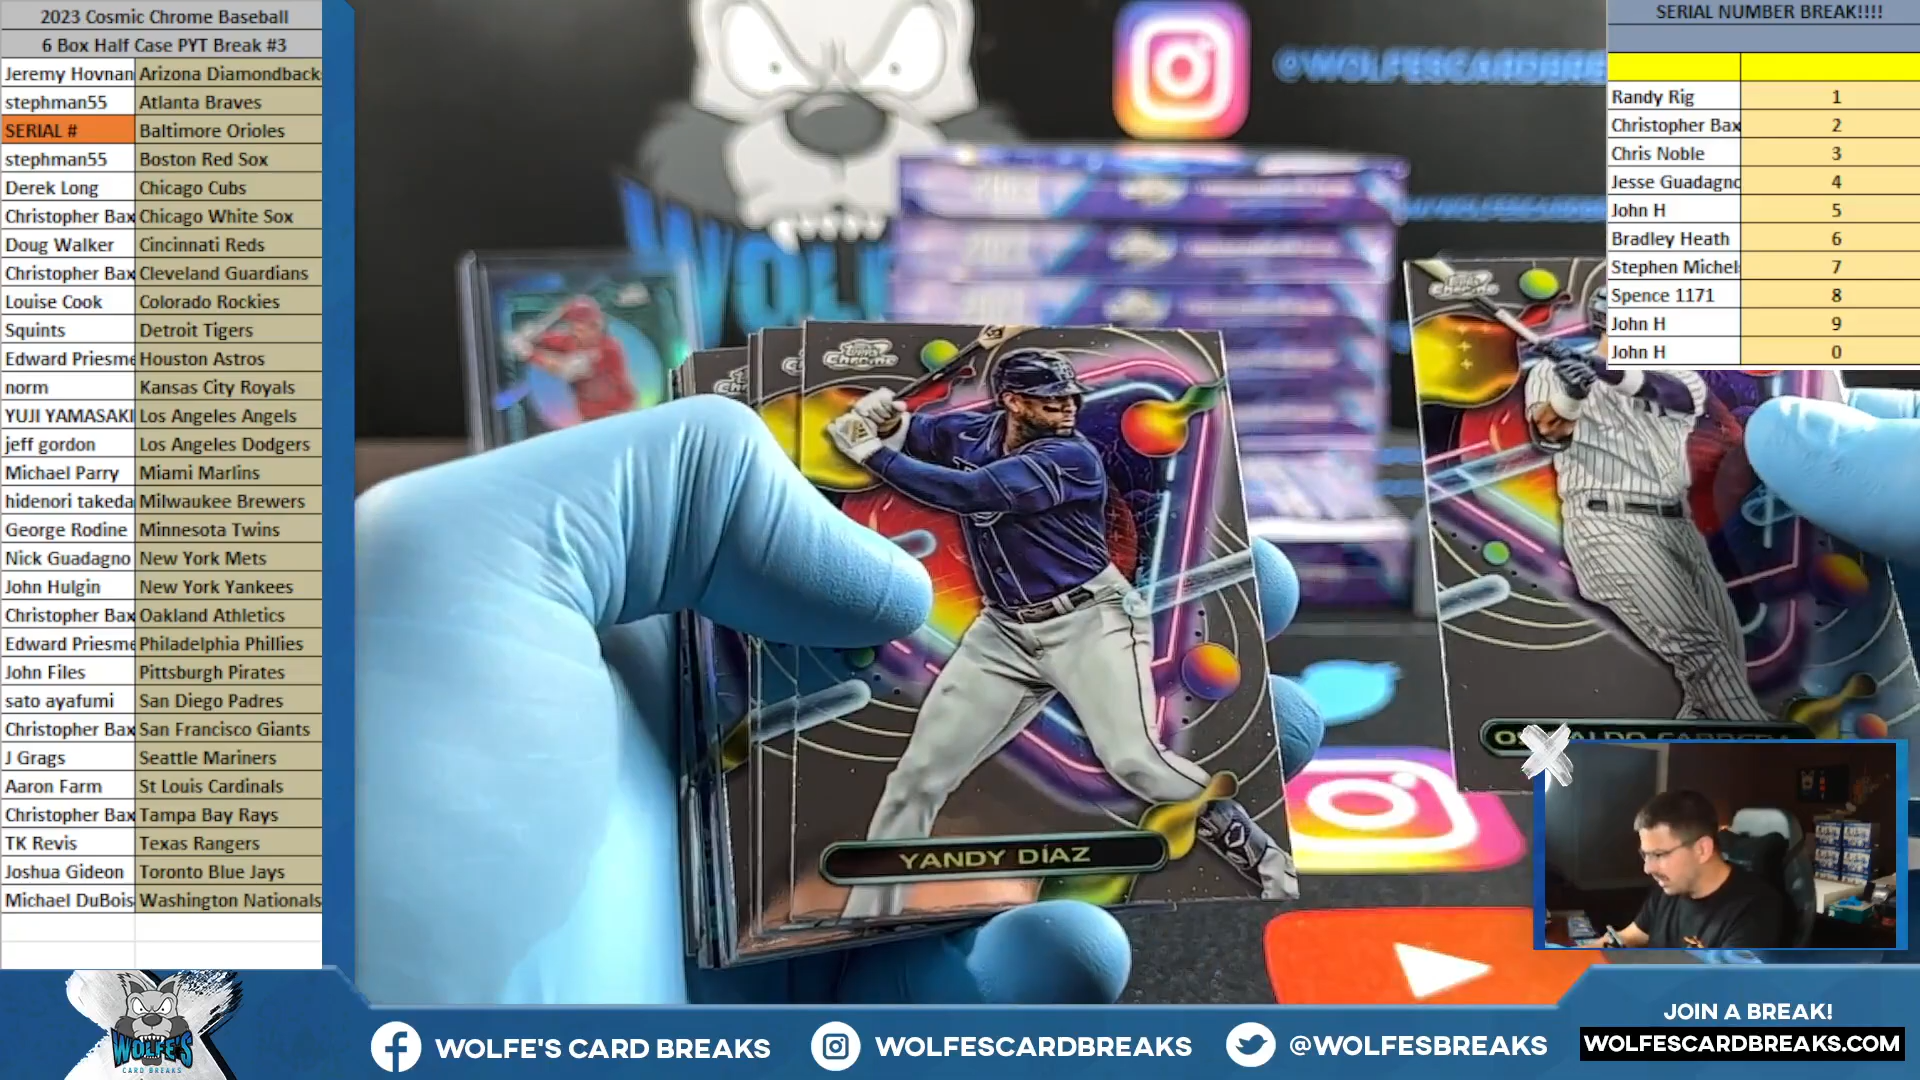 2023 Cosmic Chrome Baseball
6 Box Half Case PYT Break #3
Jeremy Hovnan Arizona Diamondback
stephman55 Atlanta Braves
SERIAL # Baltimore Orioles
stephman55 Boston Red Sox
Derek Long Chicago Cubs
Christopher Bax Chicago White Sox
Doug Walker Cincinnati Reds
Christopher Bax Cleveland Guardians
Louise Cook Colorado Rockies
Squints Detroit Tigers
Edward Priesme Houston Astros
norm Kansas City Royals
YUJI YAMASAKI Los Angeles Angels
jeff gordon Los Angeles Dodgers
Michael Parry Miami Marlins
hidenori takeda Milwaukee Brewers
George Rodine Minnesota Twins
Nick Guadagno New York Mets
John Hulgin New York Yankees
Christopher Bax Oakland Athletics
Edward Priesme Philadelphia Phillies
John Files Pittsburgh Pirates
sato ayafumi San Diego Padres
Christopher Bax San Francisco Giants
J Grags Seattle Mariners
Aaron Farm St Louis Cardinals
Christopher Bax Tampa Bay Rays
TK Revis Texas Rangers
Joshua Gideon Toronto Blue Jays
Michael DuBois Washington Nationals
SERIAL NUMBER BREAK!!!!
Randy Rig 1
Christopher Bax 2
Chris Noble 3
Jesse Guadagno 4
John H 5
Bradley Heath 6
Stephen Michel 7
Spence 1171 8
John H 9
John H 0
@WOLFESCARDBRE
Topps Chrome
YANDY DÍAZ
Topps Chrome
WOLFE'S
CARD BREAKS
WOLFE'S CARD BREAKS
WOLFESCARDBREAKS
@WOLFESBREAKS
JOIN A BREAK!
WOLFESCARDBREAKS.COM